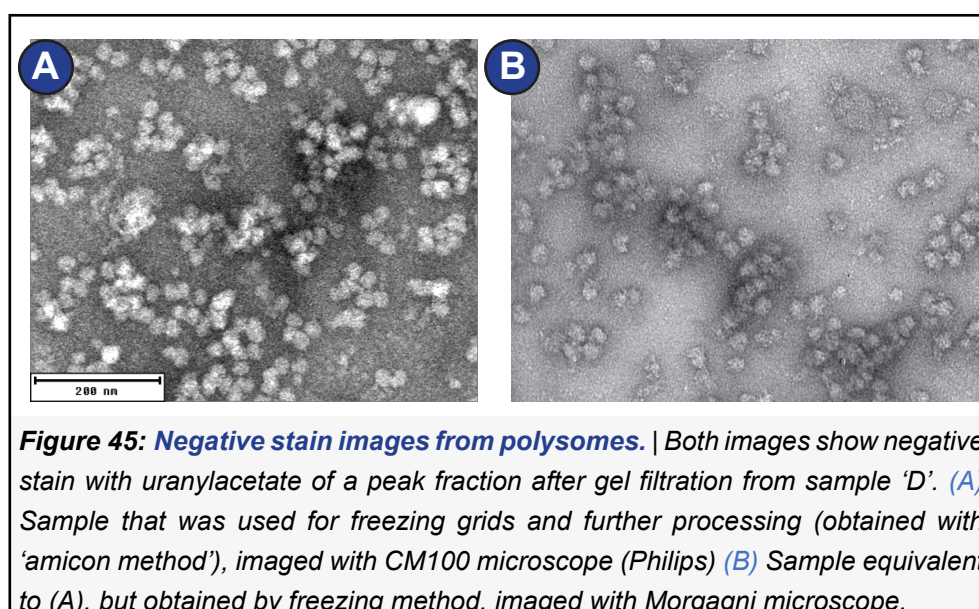 A
B
200 nm
Figure 45: Negative stain images from polysomes. | Both images show negative
stain with uranylacetate of a peak fraction after gel filtration from sample ‘D’. (A)
Sample that was used for freezing grids and further processing (obtained with
‘amicon method’), imaged with CM100 microscope (Philips) (B) Sample equivalent
to (A), but obtained by freezing method, imaged with Morgagni microscope.